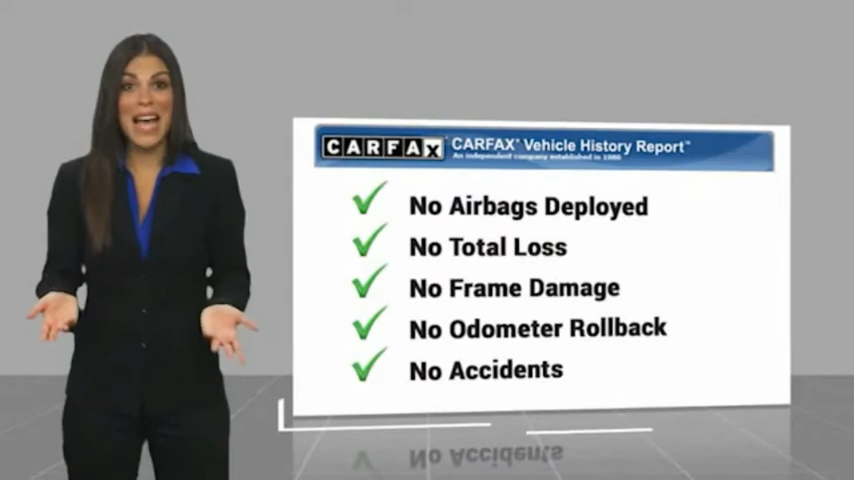 CARFAX CARFAX™ Vehicle History Report™
An independent company established in 1986
No Airbags Deployed
No Total Loss
No Frame Damage
No Odometer Rollback
No Accidents
No Accidents